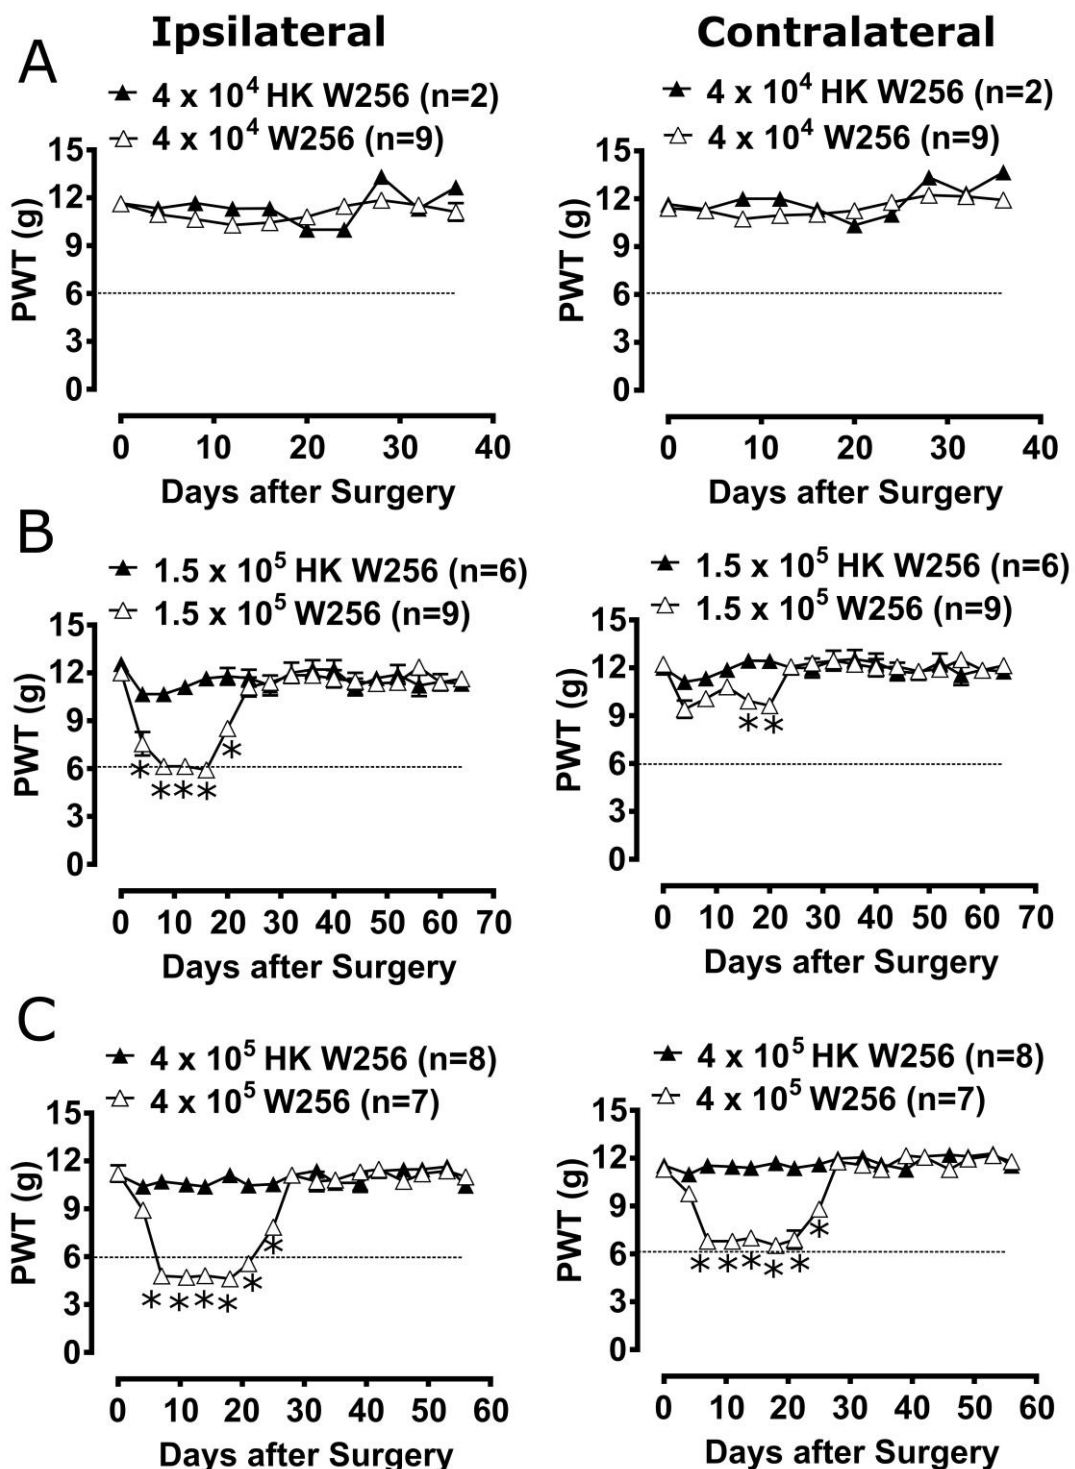 Ipsilateral
Contralateral
A
4 x 10⁴ HK W256 (n=2)
4 x 10⁴ W256 (n=9)
15
12
9
6
3
0
PWT (g)
0 10 20 30 40
Days after Surgery
4 x 10⁴ HK W256 (n=2)
4 x 10⁴ W256 (n=9)
15
12
9
6
3
0
PWT (g)
0 10 20 30 40
Days after Surgery
B
1.5 x 10⁵ HK W256 (n=6)
1.5 x 10⁵ W256 (n=9)
15
12
9
6
3
0
PWT (g)
* * * * *
0 10 20 30 40 50 60 70
Days after Surgery
1.5 x 10⁵ HK W256 (n=6)
1.5 x 10⁵ W256 (n=9)
15
12
9
6
3
0
PWT (g)
* *
0 10 20 30 40 50 60 70
Days after Surgery
C
4 x 10⁵ HK W256 (n=8)
4 x 10⁵ W256 (n=7)
15
12
9
6
3
0
PWT (g)
* * * * * *
0 10 20 30 40 50 60
Days after Surgery
4 x 10⁵ HK W256 (n=8)
4 x 10⁵ W256 (n=7)
15
12
9
6
3
0
PWT (g)
* * * * * *
0 10 20 30 40 50 60
Days after Surgery